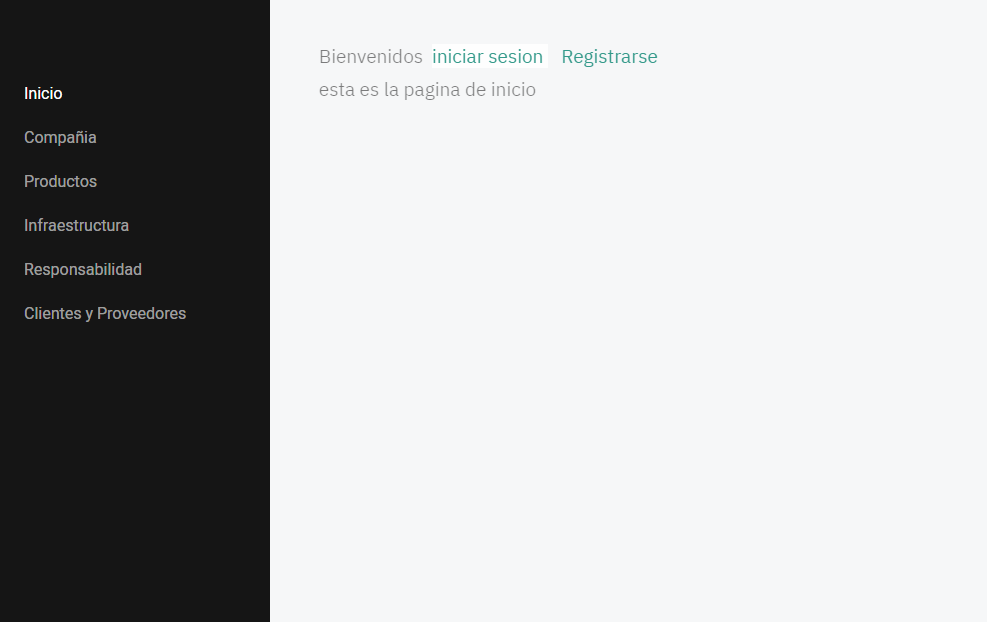 Inicio
Compañia
Productos
Infraestructura
Responsabilidad
Clientes y Proveedores
Bienvenidos iniciar sesion Registrarse
esta es la pagina de inicio